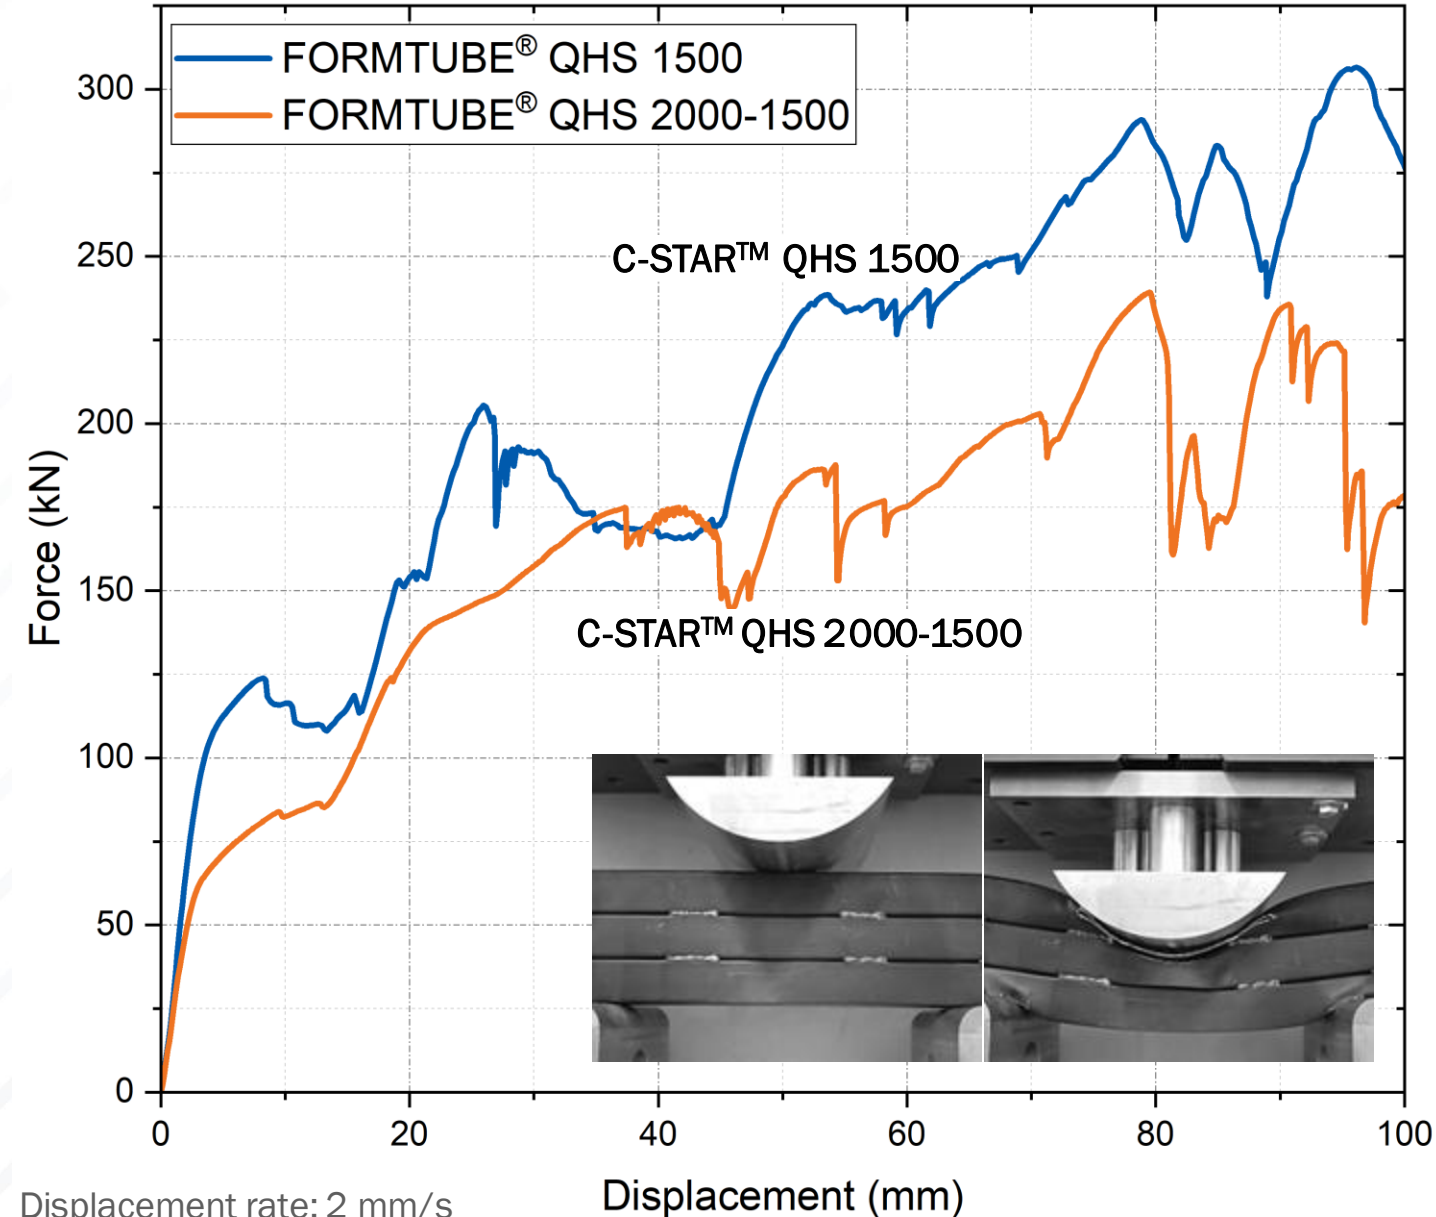 FORMTUBE® QHS 1500
FORMTUBE® QHS 2000-1500
300
250
200
150
100
50
0
Force (kN)
C-STAR™ QHS 1500
C-STAR™ QHS 2000-1500
0 20 40 60 80 100
Displacement (mm)
Displacement rate: 2 mm/s